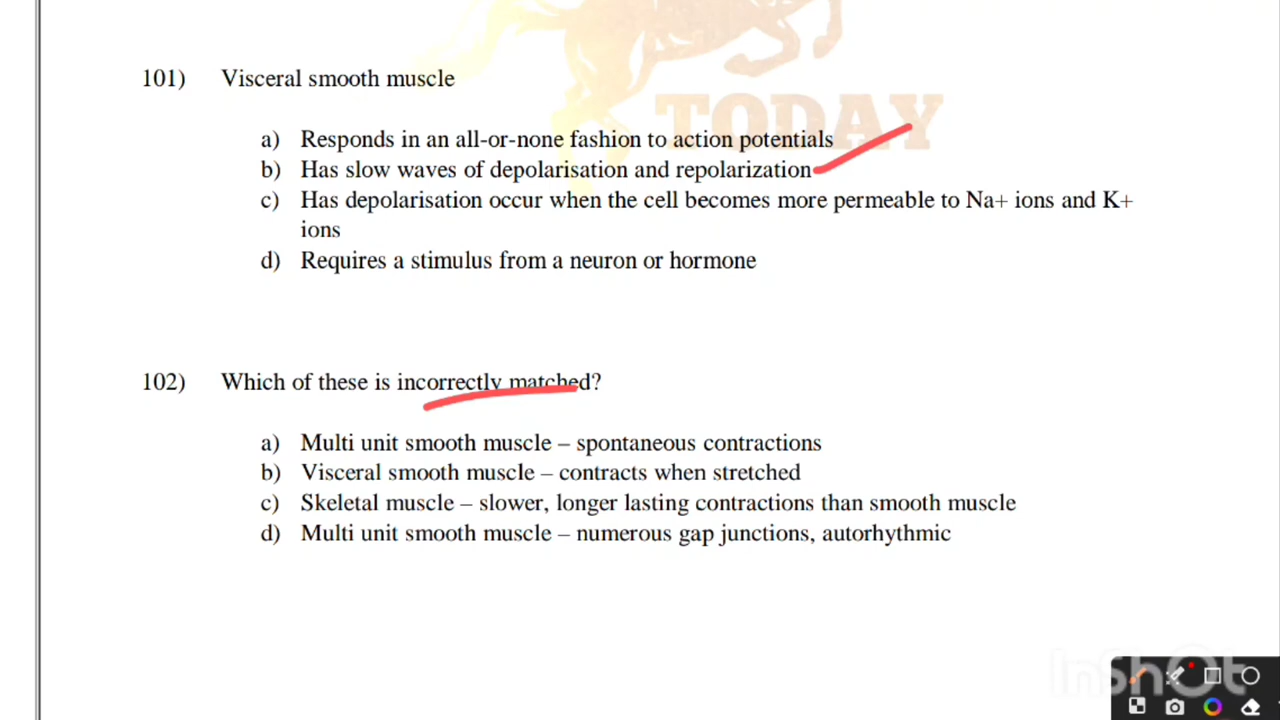 TODAY
101) Visceral smooth muscle
a) Responds in an all-or-none fashion to action potentials
b) Has slow waves of depolarisation and repolarization
c) Has depolarisation occur when the cell becomes more permeable to Na+ ions and K+
ions
d) Requires a stimulus from a neuron or hormone
102) Which of these is incorrectly matched?
a) Multi unit smooth muscle – spontaneous contractions
b) Visceral smooth muscle – contracts when stretched
c) Skeletal muscle – slower, longer lasting contractions than smooth muscle
d) Multi unit smooth muscle – numerous gap junctions, autorhythmic
InShOt